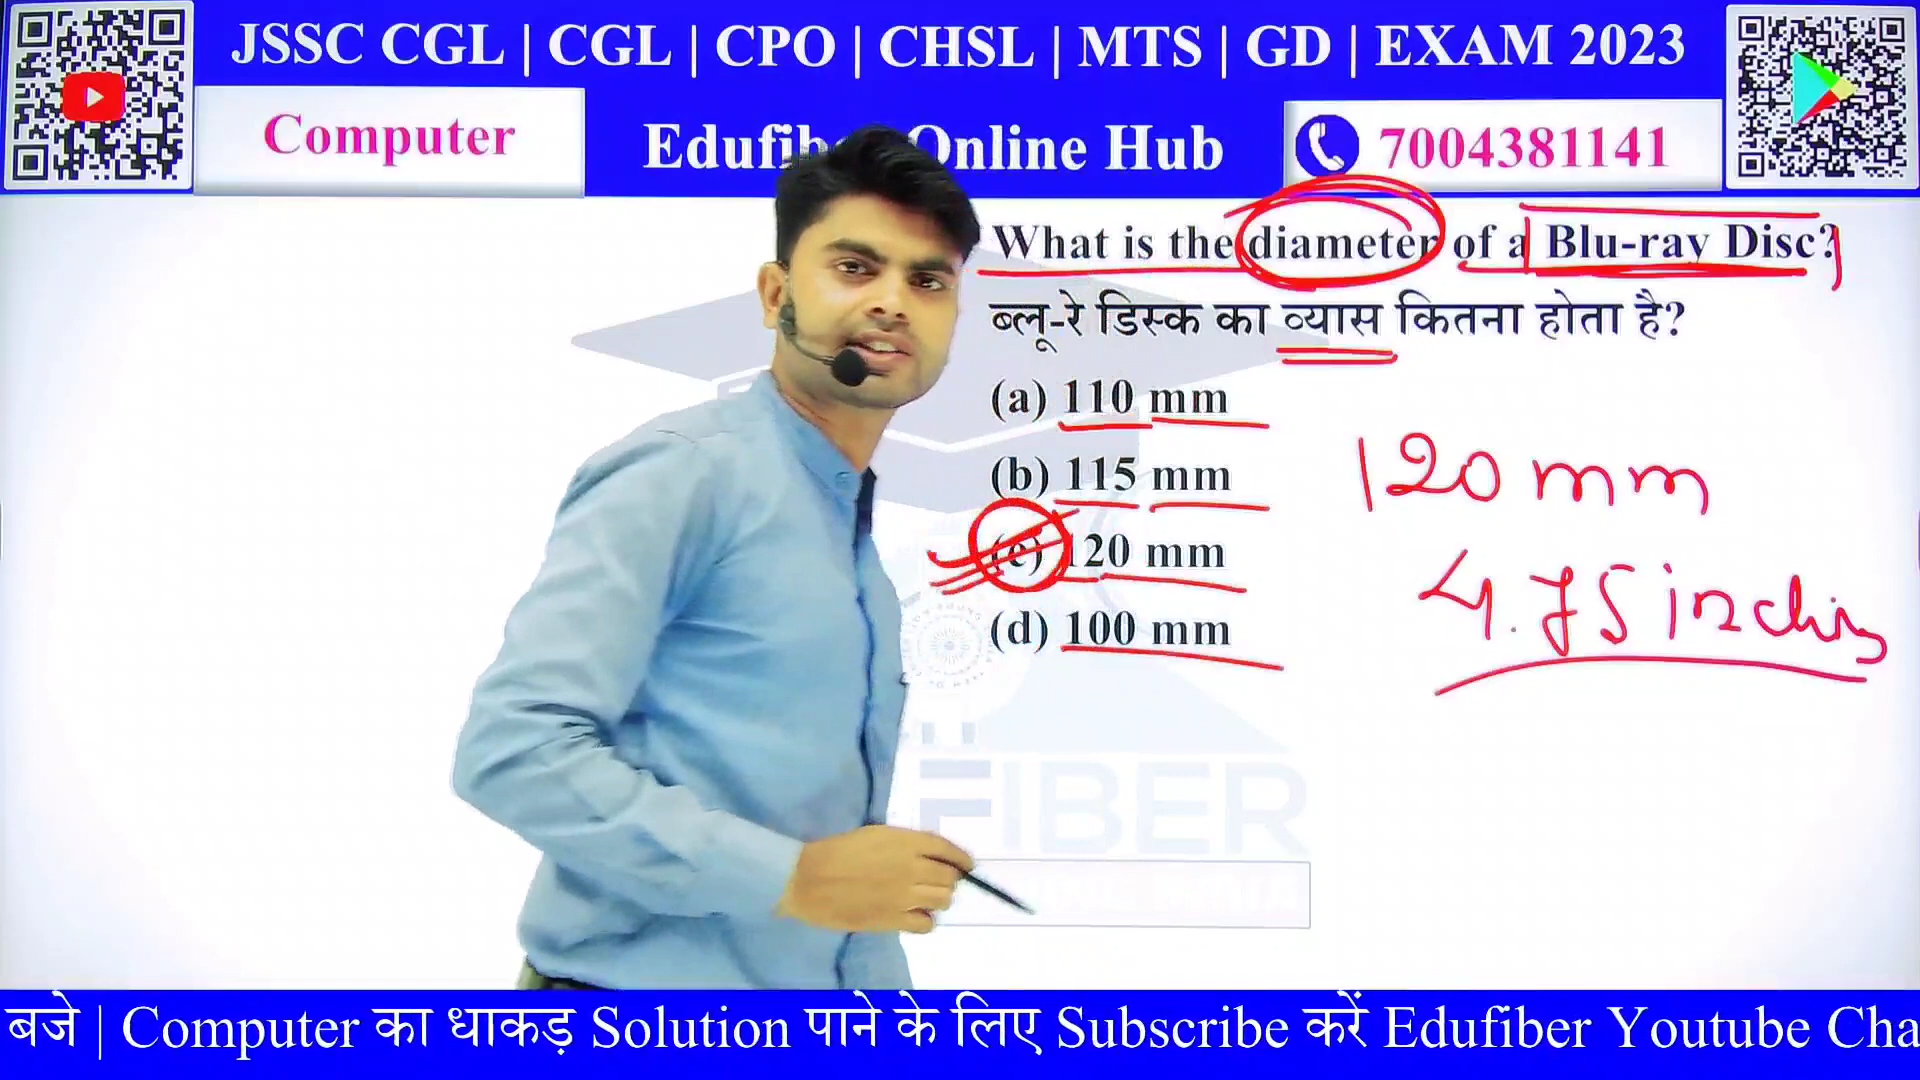 JSSC CGL | CGL | CPO | CHSL | MTS | GD | EXAM 2023
Computer
Online Hub
7004381141
What is the diameter of a Blu-ray Disc?
ब्लू-रे डिस्क का व्यास कितना होता है?
(a) 110 mm
(b) 115 mm
(c) 120 mm
(d) 100 mm
120 mm
4.75 inches
FIBER
बजे | Computer का धाकड़ Solution पाने के लिए Subscribe करें Edufiber Youtube Cha